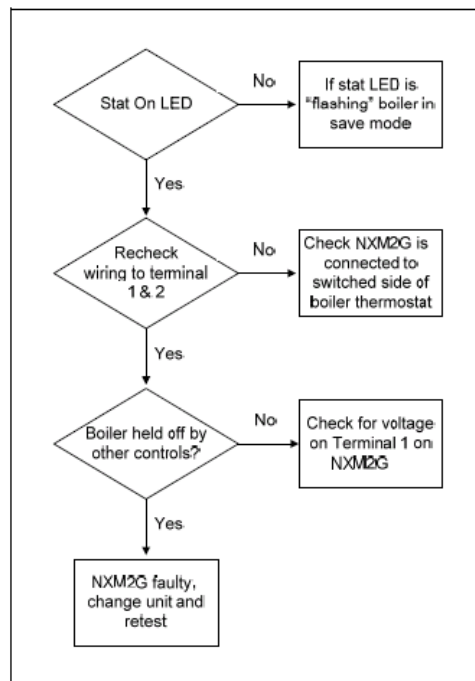 Stat On LED
No
If stat LED is
"flashing" boiler in
save mode
Yes
Recheck
wiring to terminal
1 & 2
No
Check NXM2G is
connected to
switched side of
boiler thermostat
Yes
Boiler held off by
other controls?
No
Check for voltage
on Terminal 1 on
NXM2G
Yes
NXM2G faulty,
change unit and
retest